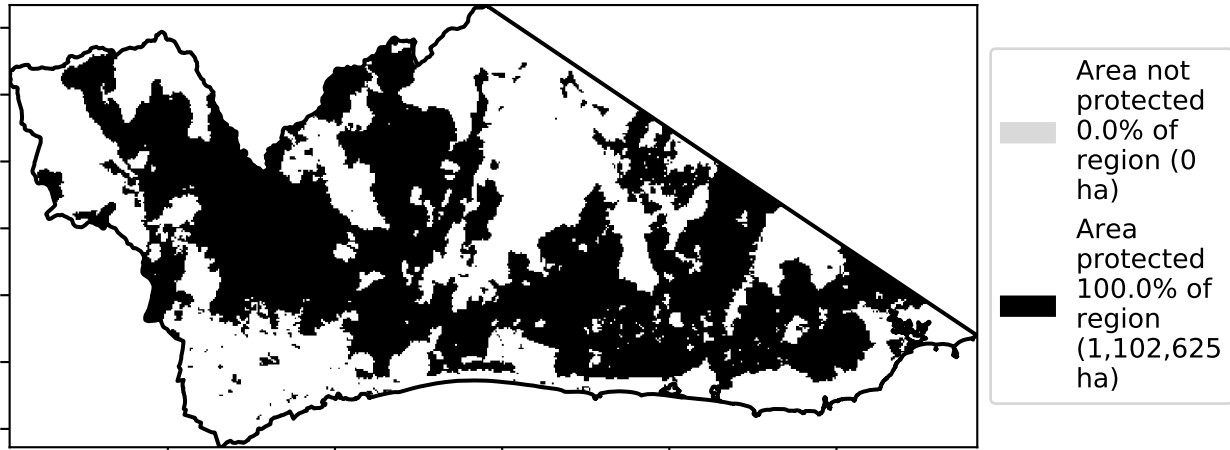 Area not
protected
0.0% of
region (0
ha)
Area
protected
100.0% of
region
(1,102,625
ha)